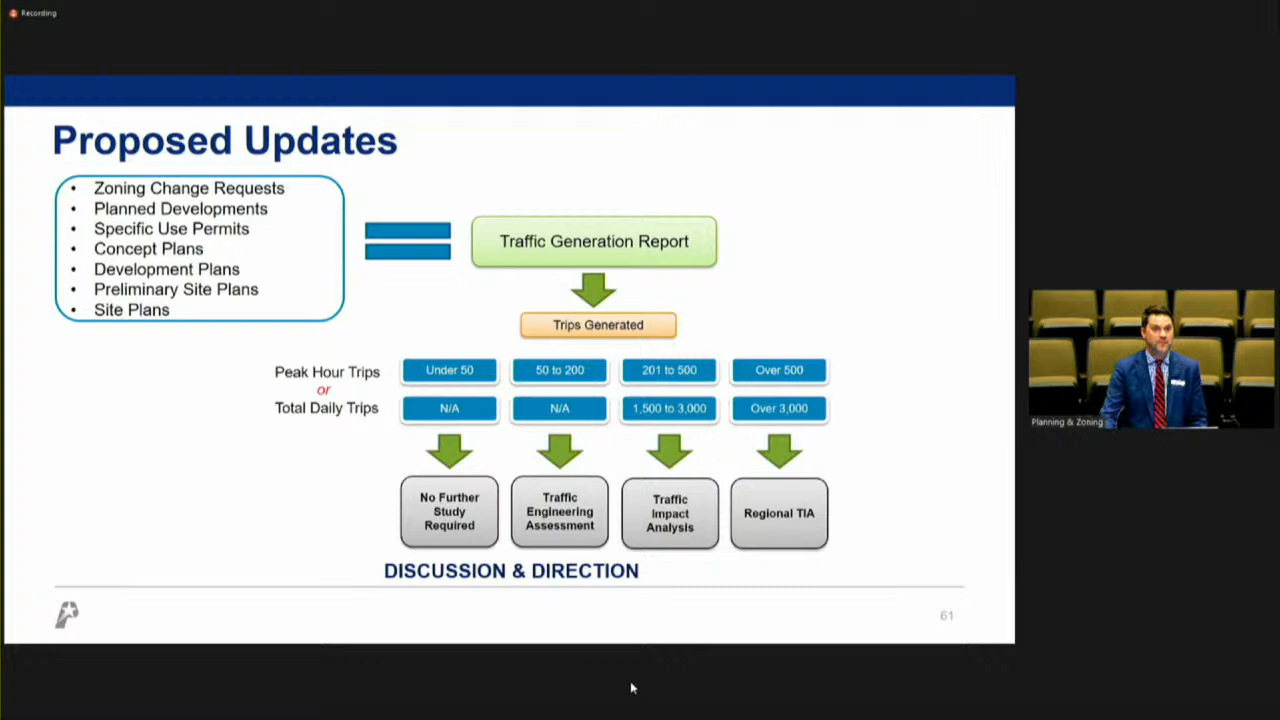 Recording
Proposed Updates
• Zoning Change Requests
• Planned Developments
• Specific Use Permits
• Concept Plans
• Development Plans
• Preliminary Site Plans
• Site Plans
Traffic Generation Report
Trips Generated
Peak Hour Trips
or
Total Daily Trips
Under 50
50 to 200
201 to 500
Over 500
N/A
N/A
1,500 to 3,000
Over 3,000
No Further
Study
Required
Traffic
Engineering
Assessment
Traffic
Impact
Analysis
Regional TIA
DISCUSSION & DIRECTION
61
Planning & Zoning